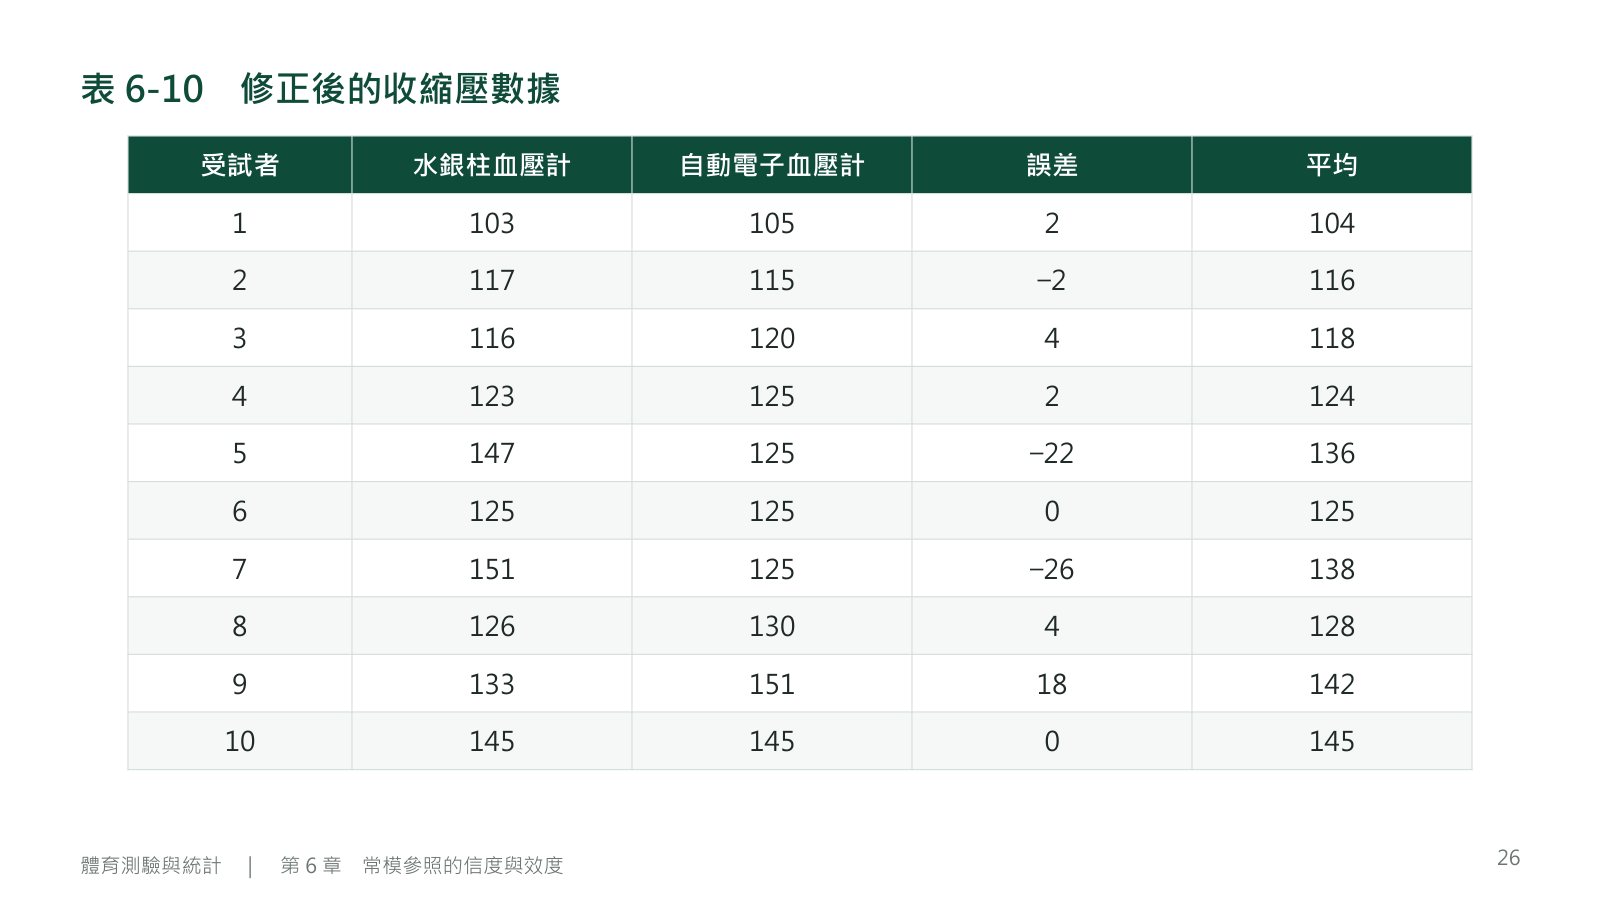 表 6-10　修正後的收縮壓數據
受試者 水銀柱血壓計 自動電子血壓計 誤差 平均
1 103 105 2 104
2 117 115 −2 116
3 116 120 4 118
4 123 125 2 124
5 147 125 −22 136
6 125 125 0 125
7 151 125 −26 138
8 126 130 4 128
9 133 151 18 142
10 145 145 0 145
體育測驗與統計　|　第 6 章　常模參照的信度與效度
26